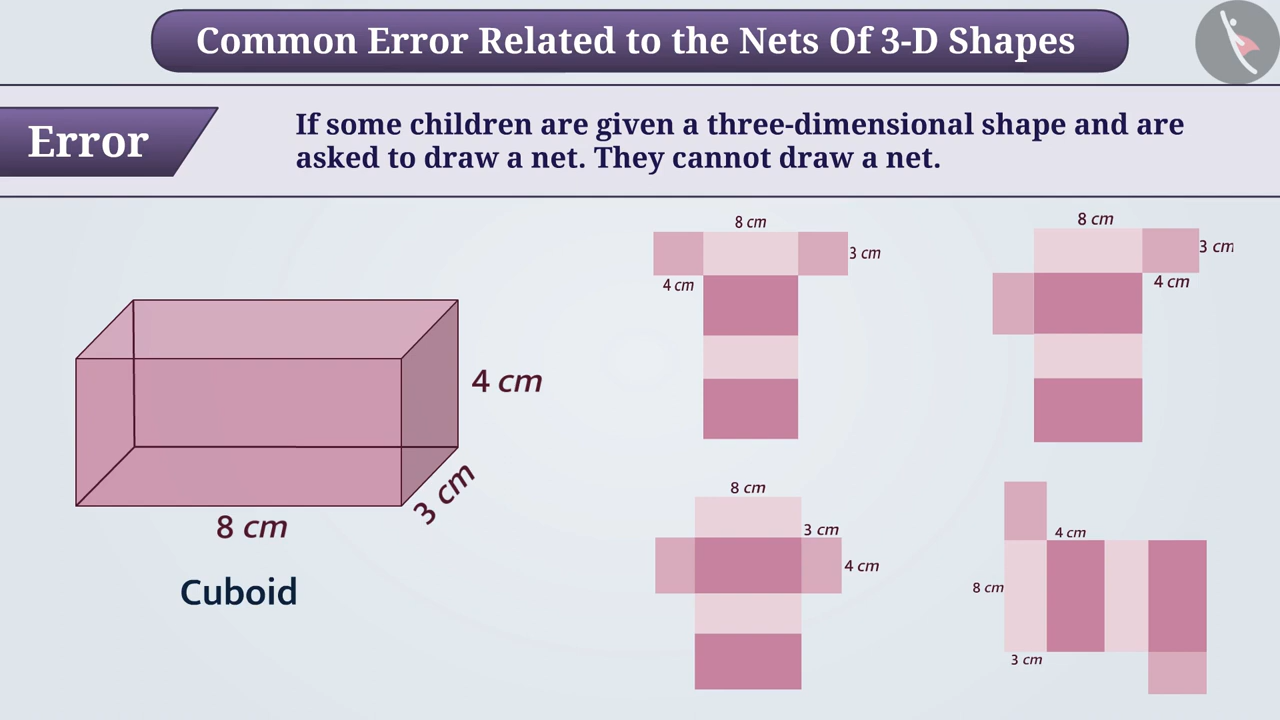 Common Error Related to the Nets Of 3-D Shapes
Error
If some children are given a three-dimensional shape and are
asked to draw a net. They cannot draw a net.
4 cm
3 cm
8 cm
Cuboid
8 cm
3 cm
4 cm
8 cm
3 cm
4 cm
8 cm
3 cm
4 cm
4 cm
8 cm
3 cm